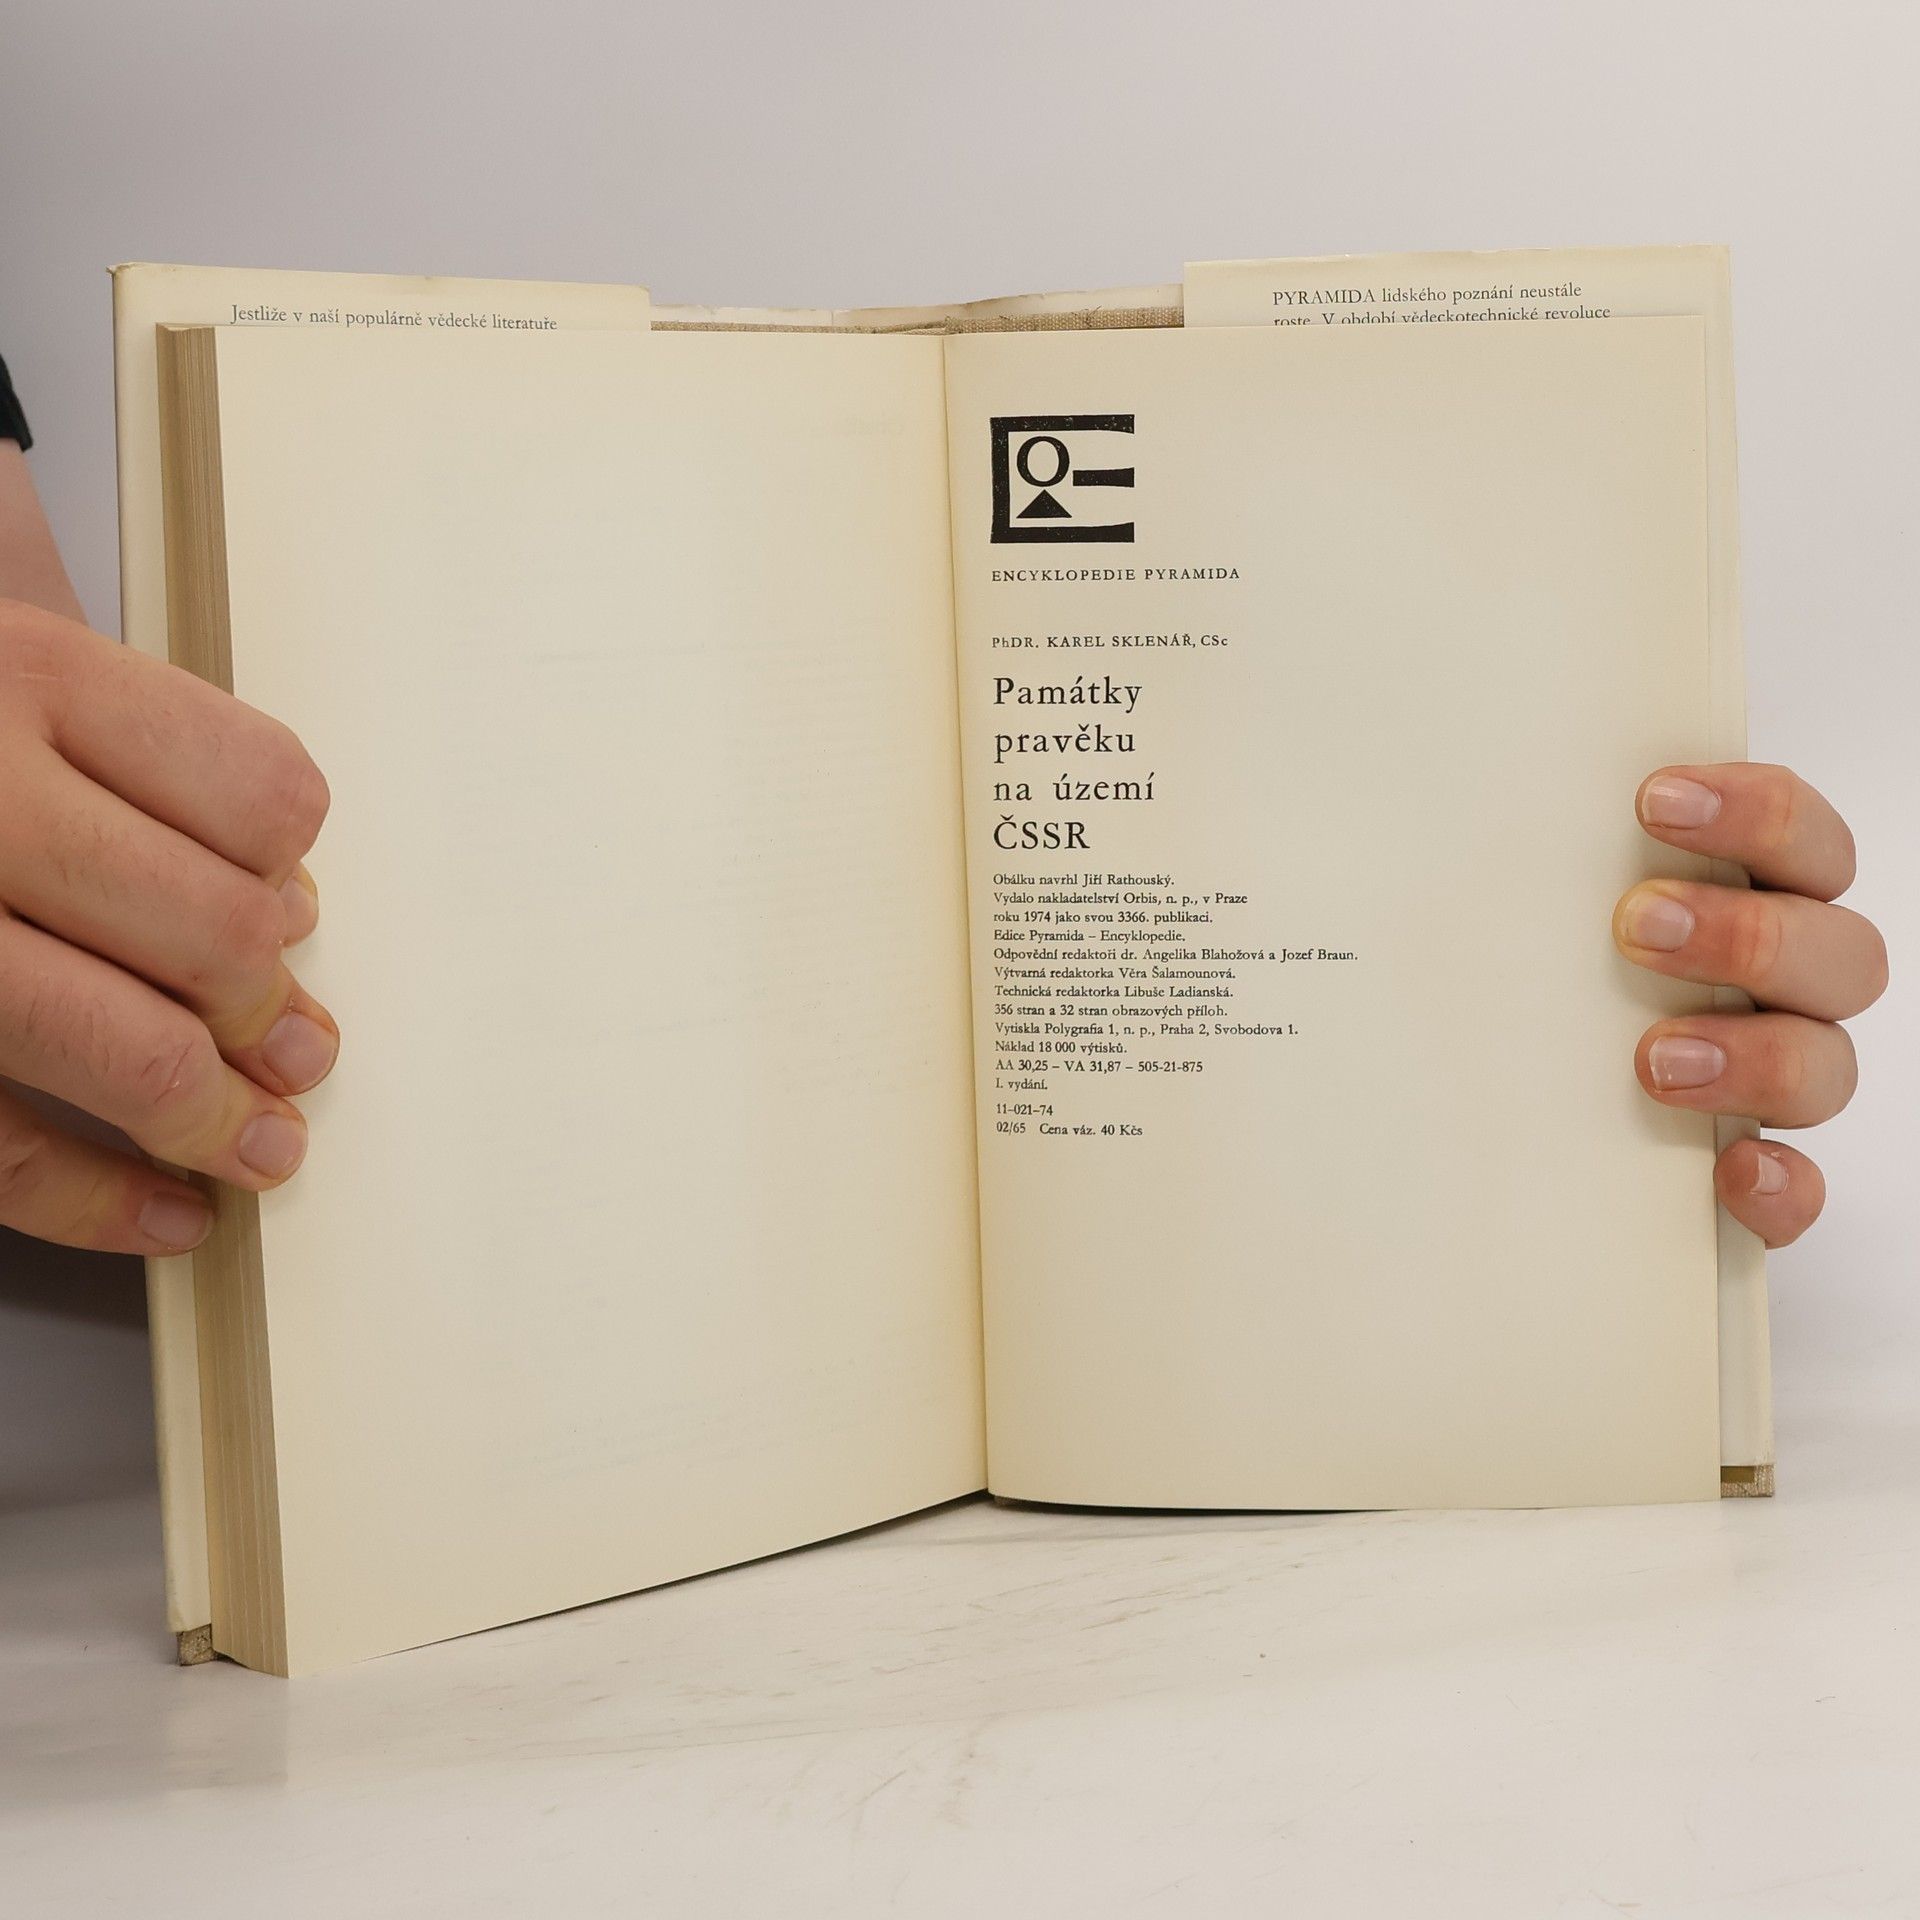 Jestliže v naší populárně vědecké literatuře
PYRAMIDA lidského poznání neustále
roste. V období vědeckotechnické revoluce
ENCYKLOPEDIE PYRAMIDA
PhDR. KAREL SKLENÁŘ, CSc
Památky
pravěku
na území
ČSSR
Obálku navrhl Jiří Rathouský.
Vydalo nakladatelství Orbis, n. p., v Praze
roku 1974 jako svou 3366. publikaci.
Edice Pyramida – Encyklopedie.
Odpovědní redaktoři dr. Angelika Blahožová a Jozef Braun.
Výtvarná redaktorka Věra Šalamounová.
Technická redaktorka Libuše Ladianská.
356 stran a 32 stran obrazových příloh.
Vytiskla Polygrafia 1, n. p., Praha 2, Svobodova 1.
Náklad 18 000 výtisků.
AA 30,25 – VA 31,87 – 505-21-875
I. vydání.
11–021–74
02/65 Cena váz. 40 Kčs